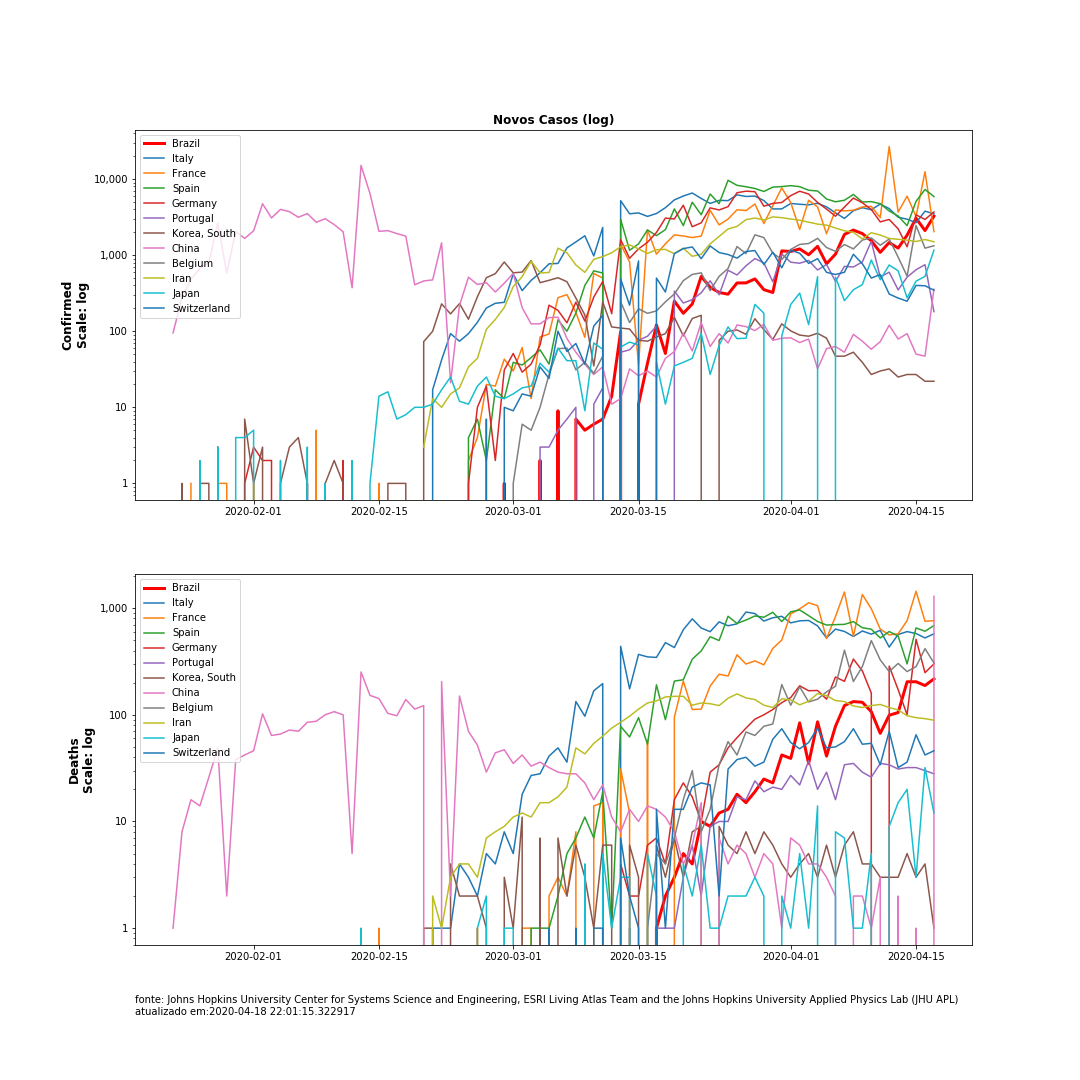 Novos Casos (log)
Confirmed
Scale: log
10,000
1,000
100
10
1
Brazil
Italy
France
Spain
Germany
Portugal
Korea, South
China
Belgium
Iran
Japan
Switzerland
2020-02-01
2020-02-15
2020-03-01
2020-03-15
2020-04-01
2020-04-15
Deaths
Scale: log
1,000
100
10
1
Brazil
Italy
France
Spain
Germany
Portugal
Korea, South
China
Belgium
Iran
Japan
Switzerland
2020-02-01
2020-02-15
2020-03-01
2020-03-15
2020-04-01
2020-04-15
fonte: Johns Hopkins University Center for Systems Science and Engineering, ESRI Living Atlas Team and the Johns Hopkins University Applied Physics Lab (JHU APL)
atualizado em:2020-04-18 22:01:15.322917